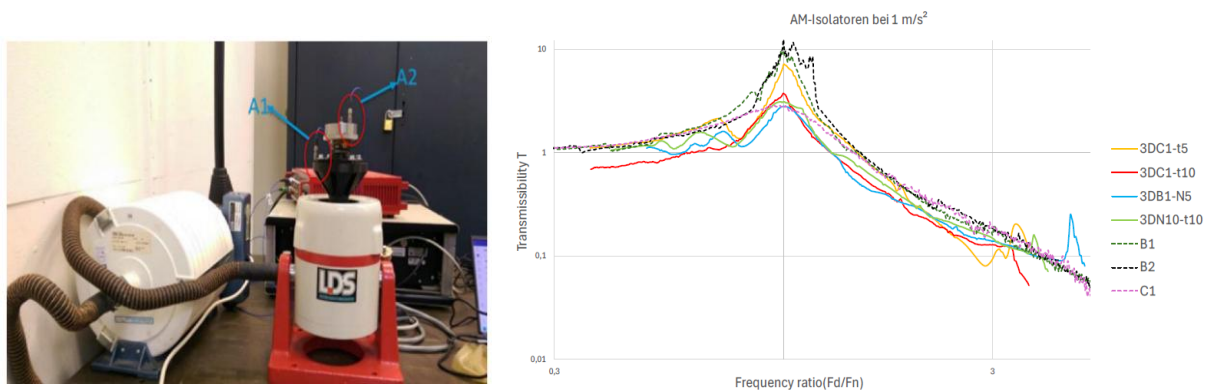 A1
A2
LDS
AM-Isolatoren bei 1 m/s²
Transmissibility T
10
1
0,1
0,01
0,3
3
Frequency ratio(Fd/Fn)
3DC1-t5
3DC1-t10
3DB1-N5
3DN10-t10
B1
B2
C1